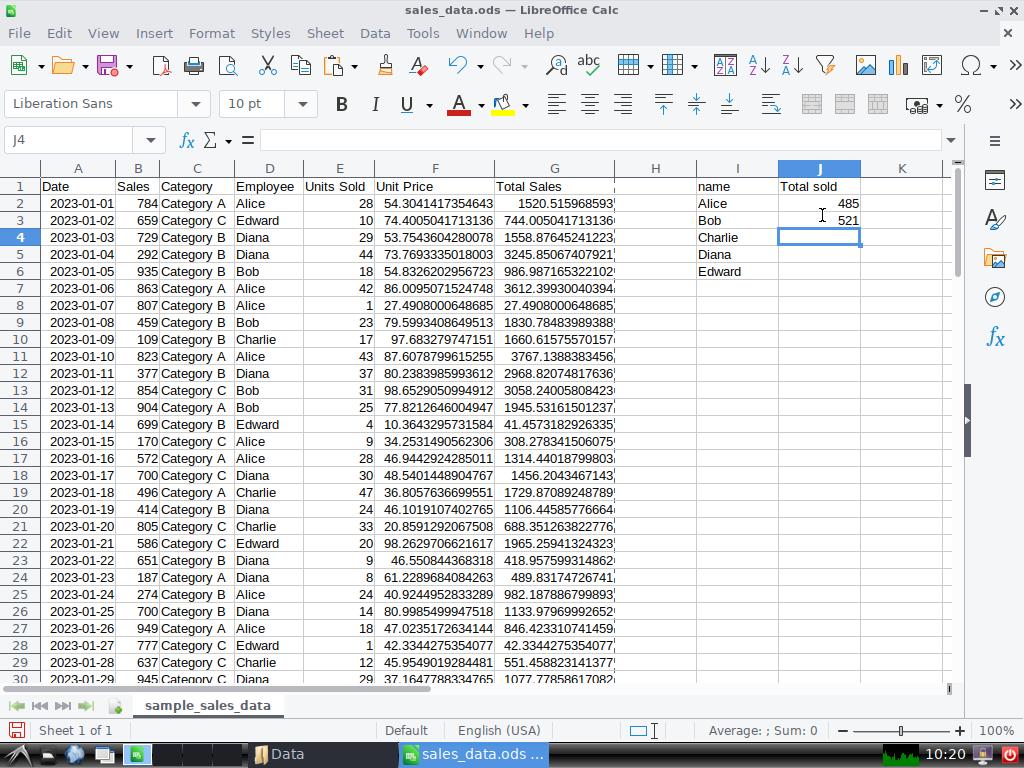 sales_data.ods — LibreOffice Calc
File Edit View Insert Format Styles Sheet Data Tools Window Help
Liberation Sans 10 pt
J4
A B C D E F G H I J K
1 Date Sales Category Employee Units Sold Unit Price Total Sales name Total sold
2 2023-01-01 784 Category A Alice 28 54.3041417354643 1520.515968593 Alice 485
3 2023-01-02 659 Category C Edward 10 74.4005041713136 744.0050417131360 Bob 521
4 2023-01-03 729 Category B Diana 29 53.7543604280078 1558.87645241223 Charlie
5 2023-01-04 292 Category B Diana 44 73.7693335018003 3245.85067407921 Diana
6 2023-01-05 935 Category B Bob 18 54.8326202956723 986.9871653221020 Edward
7 2023-01-06 863 Category A Alice 42 86.0095071524748 3612.39930040394
8 2023-01-07 807 Category B Alice 1 27.4908000648685 27.4908000648685
9 2023-01-08 459 Category B Bob 23 79.5993408649513 1830.78483989388
10 2023-01-09 109 Category B Charlie 17 97.683279747151 1660.61575570157
11 2023-01-10 823 Category A Alice 43 87.6078799615255 3767.1388383456
12 2023-01-11 377 Category B Diana 37 80.2383985993612 2968.82074817636
13 2023-01-12 854 Category C Bob 31 98.6529050994912 3058.24005808423
14 2023-01-13 904 Category A Bob 25 77.8212646004947 1945.53161501237
15 2023-01-14 699 Category B Edward 4 10.3643295731584 41.4573182926335
16 2023-01-15 170 Category C Alice 9 34.2531490562306 308.2783415060750
17 2023-01-16 572 Category A Alice 28 46.9442924285011 1314.44018799803
18 2023-01-17 700 Category C Diana 30 48.5401448904767 1456.2043467143
19 2023-01-18 496 Category A Charlie 47 36.8057636699551 1729.87089248789
20 2023-01-19 414 Category B Diana 24 46.1019107402765 1106.44585776664
21 2023-01-20 805 Category C Charlie 33 20.8591292067508 688.351263822776
22 2023-01-21 586 Category C Edward 20 98.2629706621617 1965.25941324323
23 2023-01-22 651 Category B Diana 9 46.550844368318 418.957599314862
24 2023-01-23 187 Category A Diana 8 61.2289684084263 489.83174726741
25 2023-01-24 274 Category B Alice 24 40.9244952833289 982.187886799893
26 2023-01-25 700 Category B Diana 14 80.9985499947518 1133.97969992652
27 2023-01-26 949 Category A Alice 18 47.0235172634144 846.423310741459
28 2023-01-27 777 Category C Edward 1 42.3344275354077 42.3344275354077
29 2023-01-28 637 Category C Charlie 12 45.9549019284481 551.458823141377
30 2023-01-29 945 Category C Diana 29 37.1647788334765 1077.77858617082
sample_sales_data
Sheet 1 of 1 Default English (USA) Average: ; Sum: 0 100%
Data sales_data.ods ... 10:20